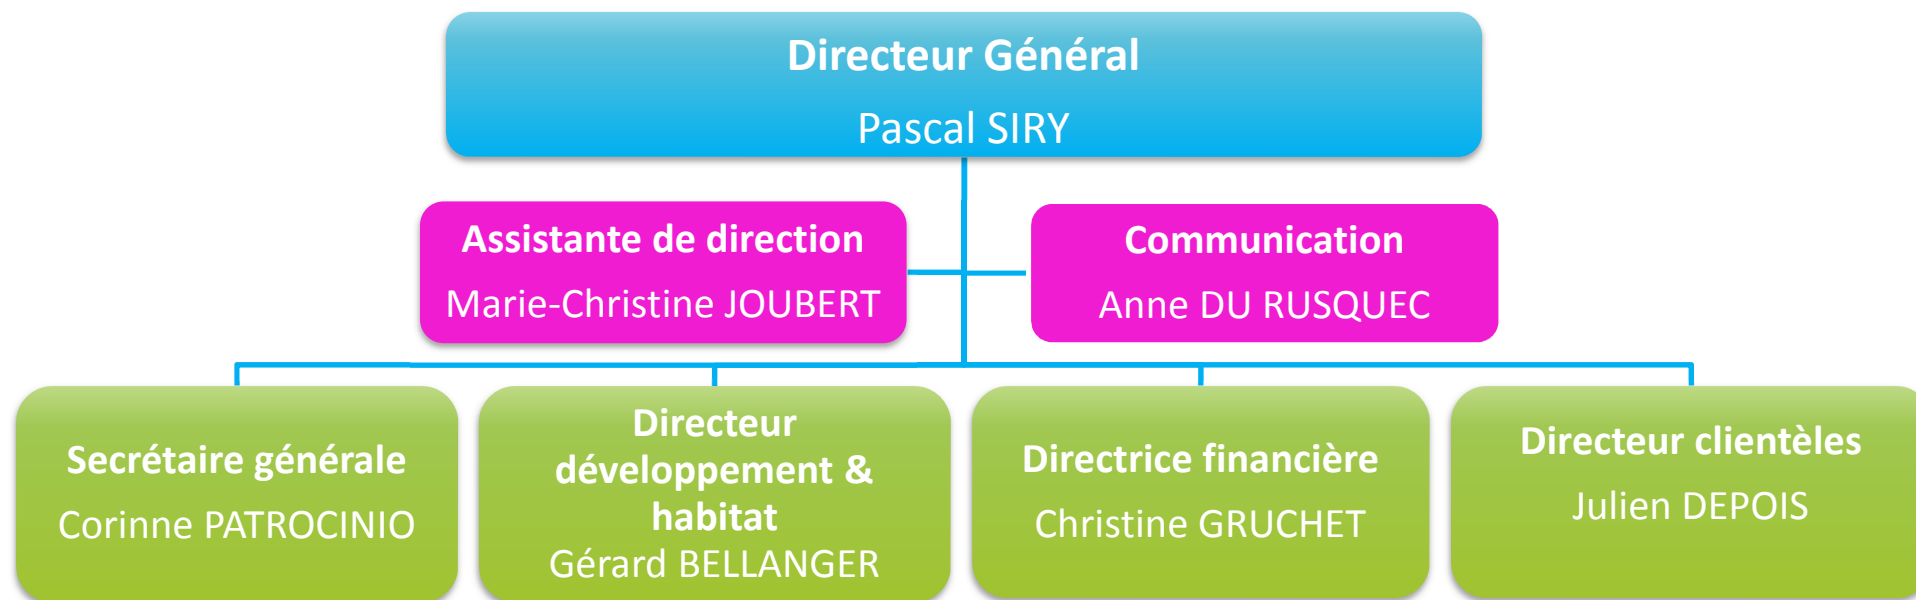 Directeur Général
Pascal SIRY
Assistante de direction
Marie-Christine JOUBERT
Communication
Anne DU RUSQUEC
Secrétaire générale
Corinne PATROCINIO
Directeur
développement &
habitat
Gérard BELLANGER
Directrice financière
Christine GRUCHET
Directeur clientèles
Julien DEPOIS